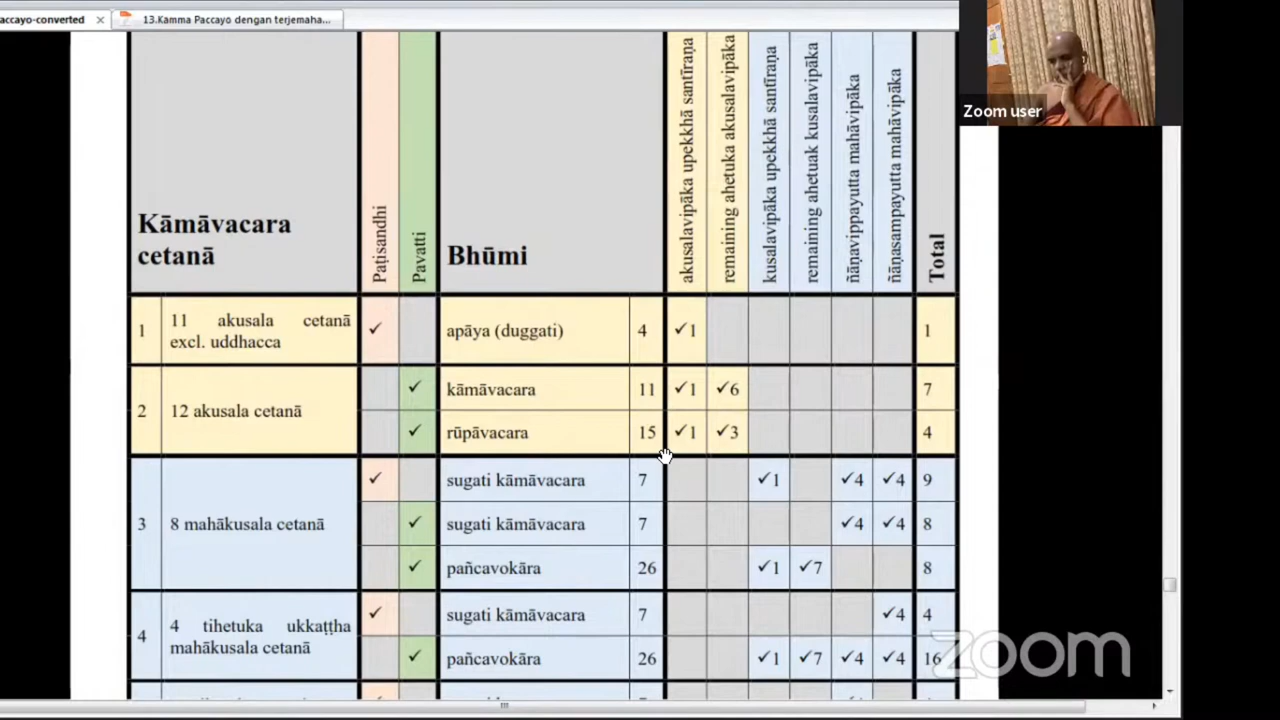 accayo-converted
13.Kamma Paccayo dengan terjemaha...
Zoom user
Kāmāvacara
cetanā
Paṭisandhi
Pavatti
Bhūmi
akusalavipāka upekkhā santīraṇa
remaining ahetuka akusalavipāka
kusalavipāka upekkhā santīraṇa
remaining ahetuak kusalavipāka
ñāṇavippayutta mahāvipāka
ñāṇasampayutta mahāvipāka
Total
1 11 akusala cetanā ✓ apāya (duggati) 4 ✓1 1
excl. uddhacca
2 12 akusala cetanā ✓ kāmāvacara 11 ✓1 ✓6 7
✓ rūpāvacara 15 ✓1 ✓3 4
3 8 mahākusala cetanā ✓ sugati kāmāvacara 7 ✓1 ✓4 ✓4 9
✓ sugati kāmāvacara 7 ✓4 ✓4 8
✓ pañcavokāra 26 ✓1 ✓7 8
4 4 tihetuka ukkaṭṭha ✓ sugati kāmāvacara 7 ✓4 4
mahākusala cetanā ✓ pañcavokāra 26 ✓1 ✓7 ✓4 ✓4 16
zoom